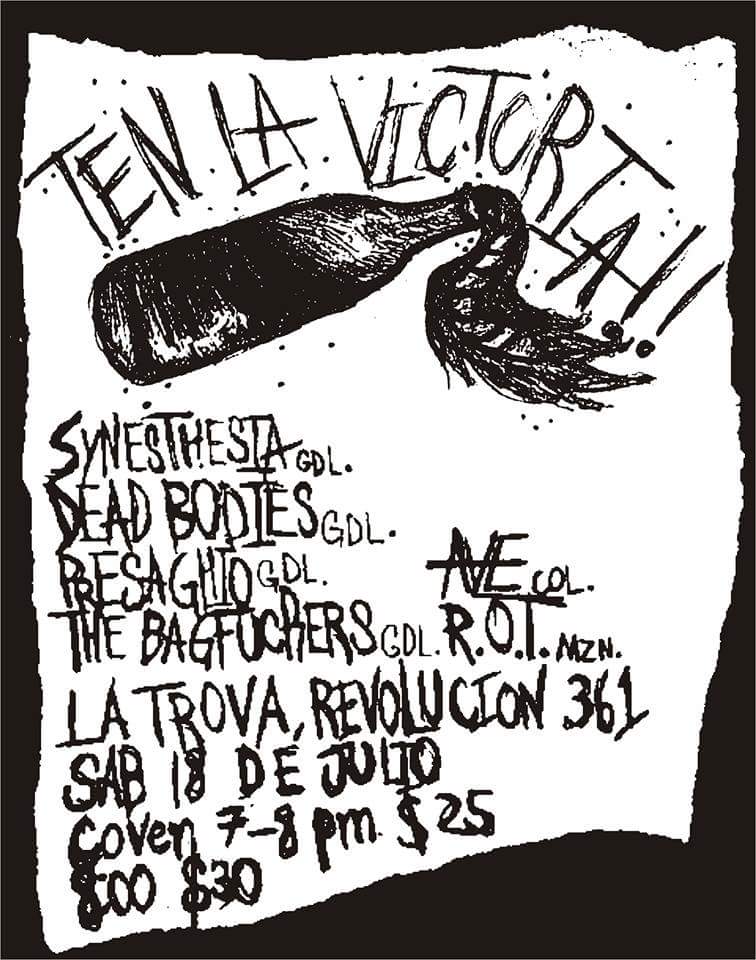 TEN LA VICTORIA!!
SYNESTHESIA GDL.
DEAD BODIES GDL.
PRESAGHIO GDL.
THE BAGFUCKERS GDL.
AVE COL.
R.O.T. MZN.
LA TROVA, REVOLUCION 361
SAB 18 DE JULIO
cover 7-8 pm $25
8:00 $30